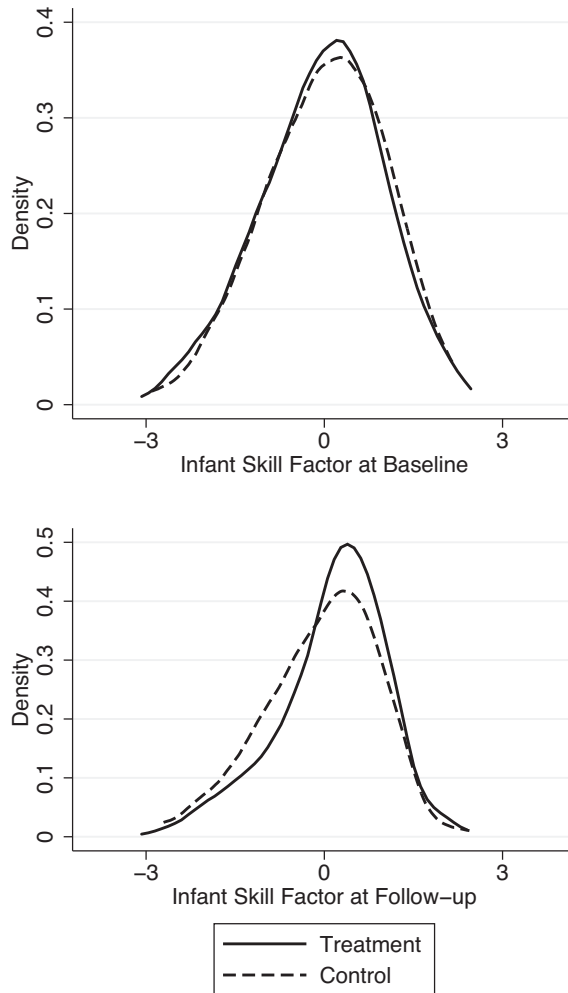 0.4
0.3
0.2
0.1
0
Density
−3 0 3
Infant Skill Factor at Baseline
0.5
0.4
0.3
0.2
0.1
0
Density
−3 0 3
Infant Skill Factor at Follow−up
Treatment
Control